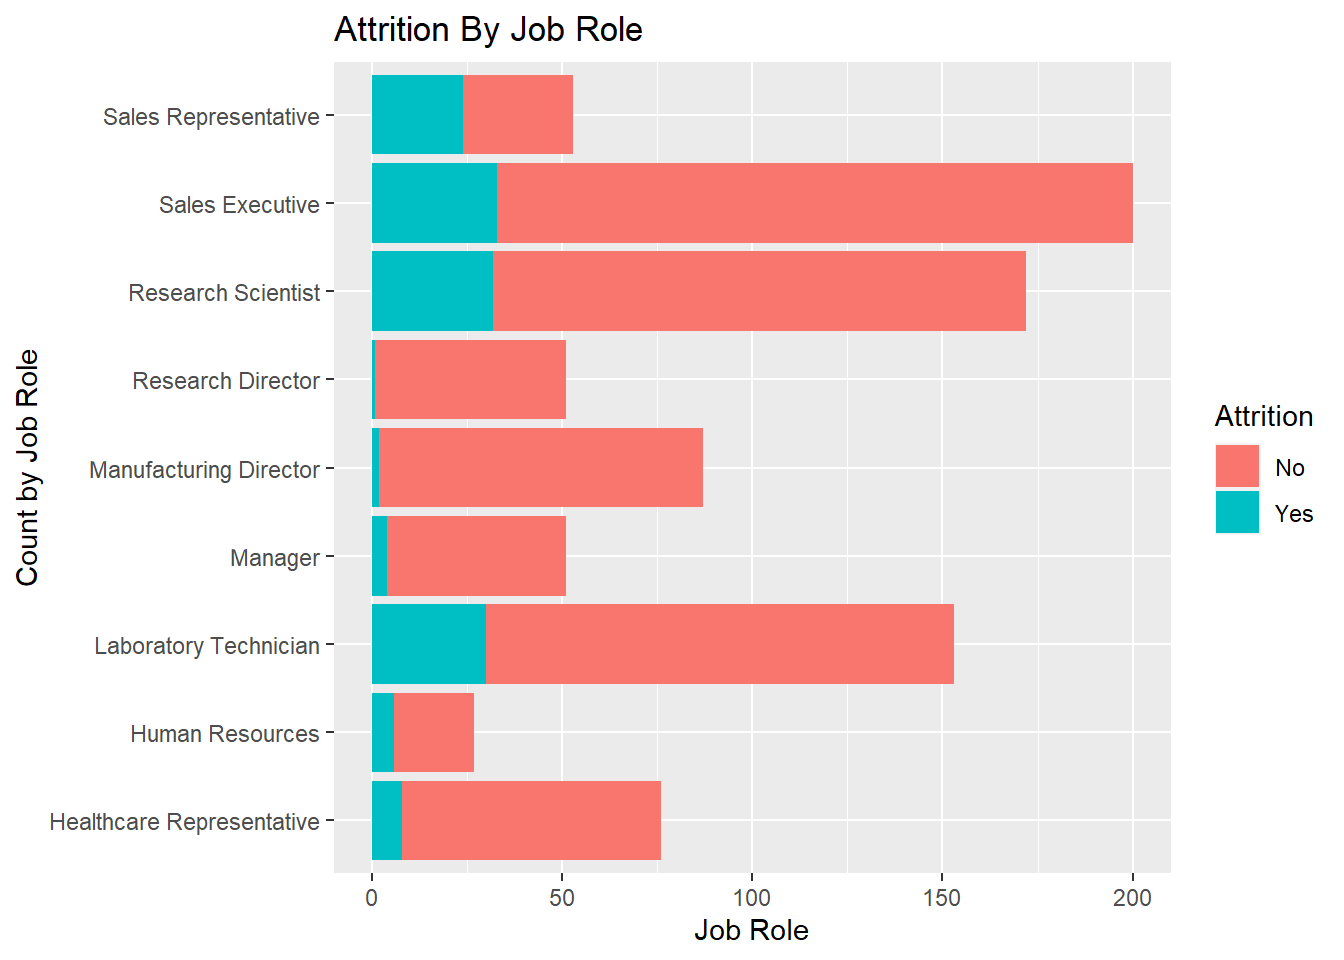 Attrition By Job Role
Sales Representative
Sales Executive
Research Scientist
Research Director
Manufacturing Director
Manager
Laboratory Technician
Human Resources
Healthcare Representative
Count by Job Role
0 50 100 150 200
Job Role
Attrition
No
Yes